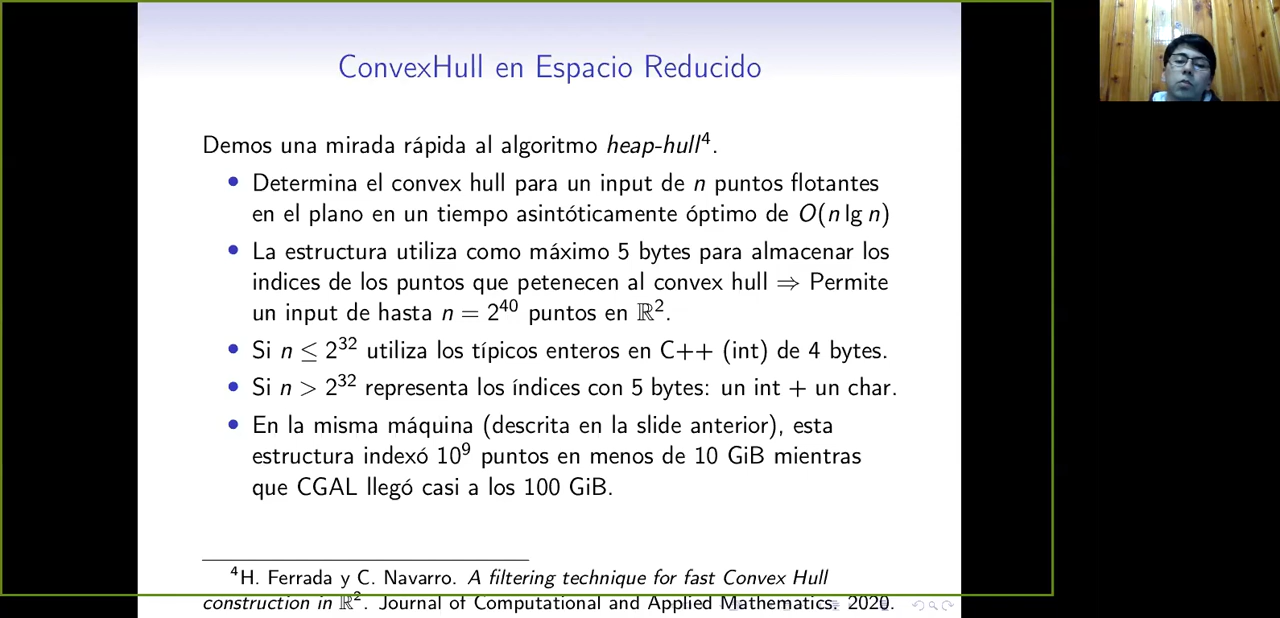 ConvexHull en Espacio Reducido
Demos una mirada rápida al algoritmo heap-hull⁴.
• Determina el convex hull para un input de n puntos flotantes
en el plano en un tiempo asintóticamente óptimo de O(n lg n)
• La estructura utiliza como máximo 5 bytes para almacenar los
indices de los puntos que petenecen al convex hull ⇒ Permite
un input de hasta n = 2⁴⁰ puntos en ℝ².
• Si n ≤ 2³² utiliza los típicos enteros en C++ (int) de 4 bytes.
• Si n > 2³² representa los índices con 5 bytes: un int + un char.
• En la misma máquina (descrita en la slide anterior), esta
estructura indexó 10⁹ puntos en menos de 10 GiB mientras
que CGAL llegó casi a los 100 GiB.
⁴H. Ferrada y C. Navarro. A filtering technique for fast Convex Hull
construction in ℝ². Journal of Computational and Applied Mathematics. 2020.